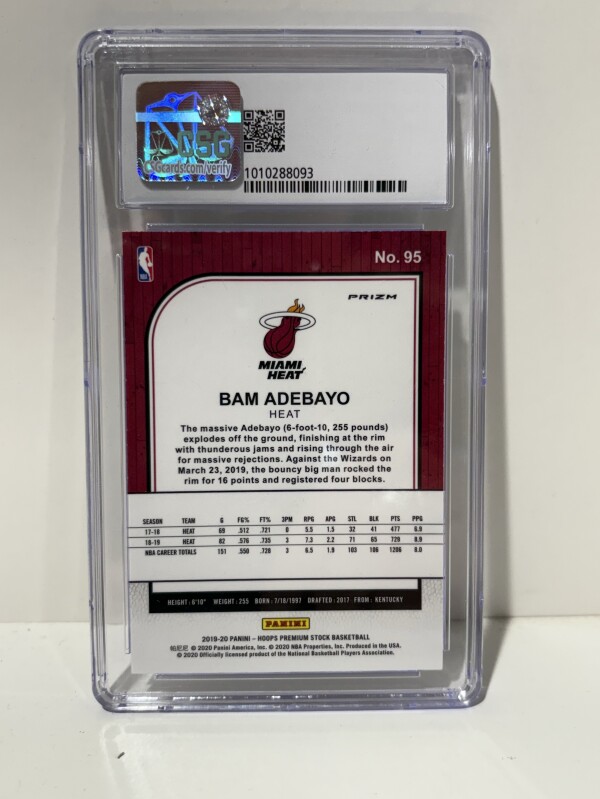 CSG
CSGcards.com/verify
1010288093
No. 95
PRIZM
MIAMI
HEAT
BAM ADEBAYO
HEAT
The massive Adebayo (6-foot-10, 255 pounds)
explodes off the ground, finishing at the rim
with thunderous jams and rising through the air
for massive rejections. Against the Wizards on
March 23, 2019, the bouncy big man rocked the
rim for 16 points and registered four blocks.
SEASON TEAM G FG% FT% 3PM RPG APG STL BLK PTS PPG
17-18 HEAT 69 .512 .721 0 5.5 1.5 32 41 477 6.9
18-19 HEAT 82 .576 .735 3 7.3 2.2 71 65 729 8.9
NBA CAREER TOTALS 151 .550 .728 3 6.5 1.9 103 106 1206 8.0
HEIGHT: 6'10" WEIGHT: 255 BORN: 7/18/1997 DRAFTED: 2017 FROM: KENTUCKY
PANINI
2019-20 PANINI – HOOPS PREMIUM STOCK BASKETBALL
帕尼尼 © 2020 Panini America, Inc. © 2020 NBA Properties, Inc. Produced in the USA.
© 2020 Officially licensed product of the National Basketball Players Association.